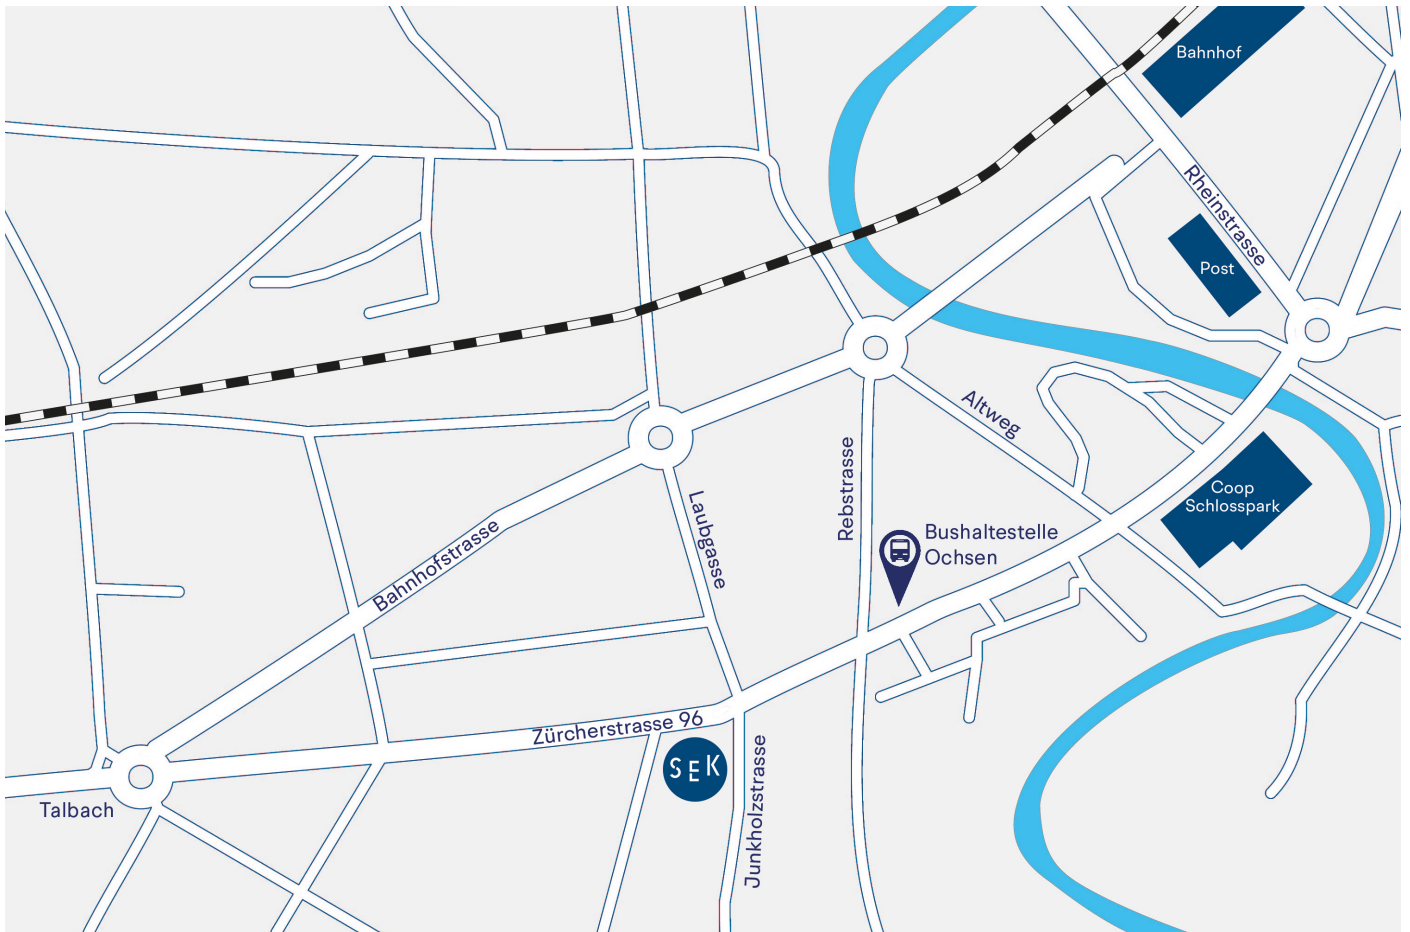 Bahnhof
Rheinstrasse
Post
Altweg
Rebstrasse
Coop
Schlosspark
Laubgasse
Bushaltestelle
Ochsen
Bahnhofstrasse
Zürcherstrasse 96
SEK
Junkholzstrasse
Talbach